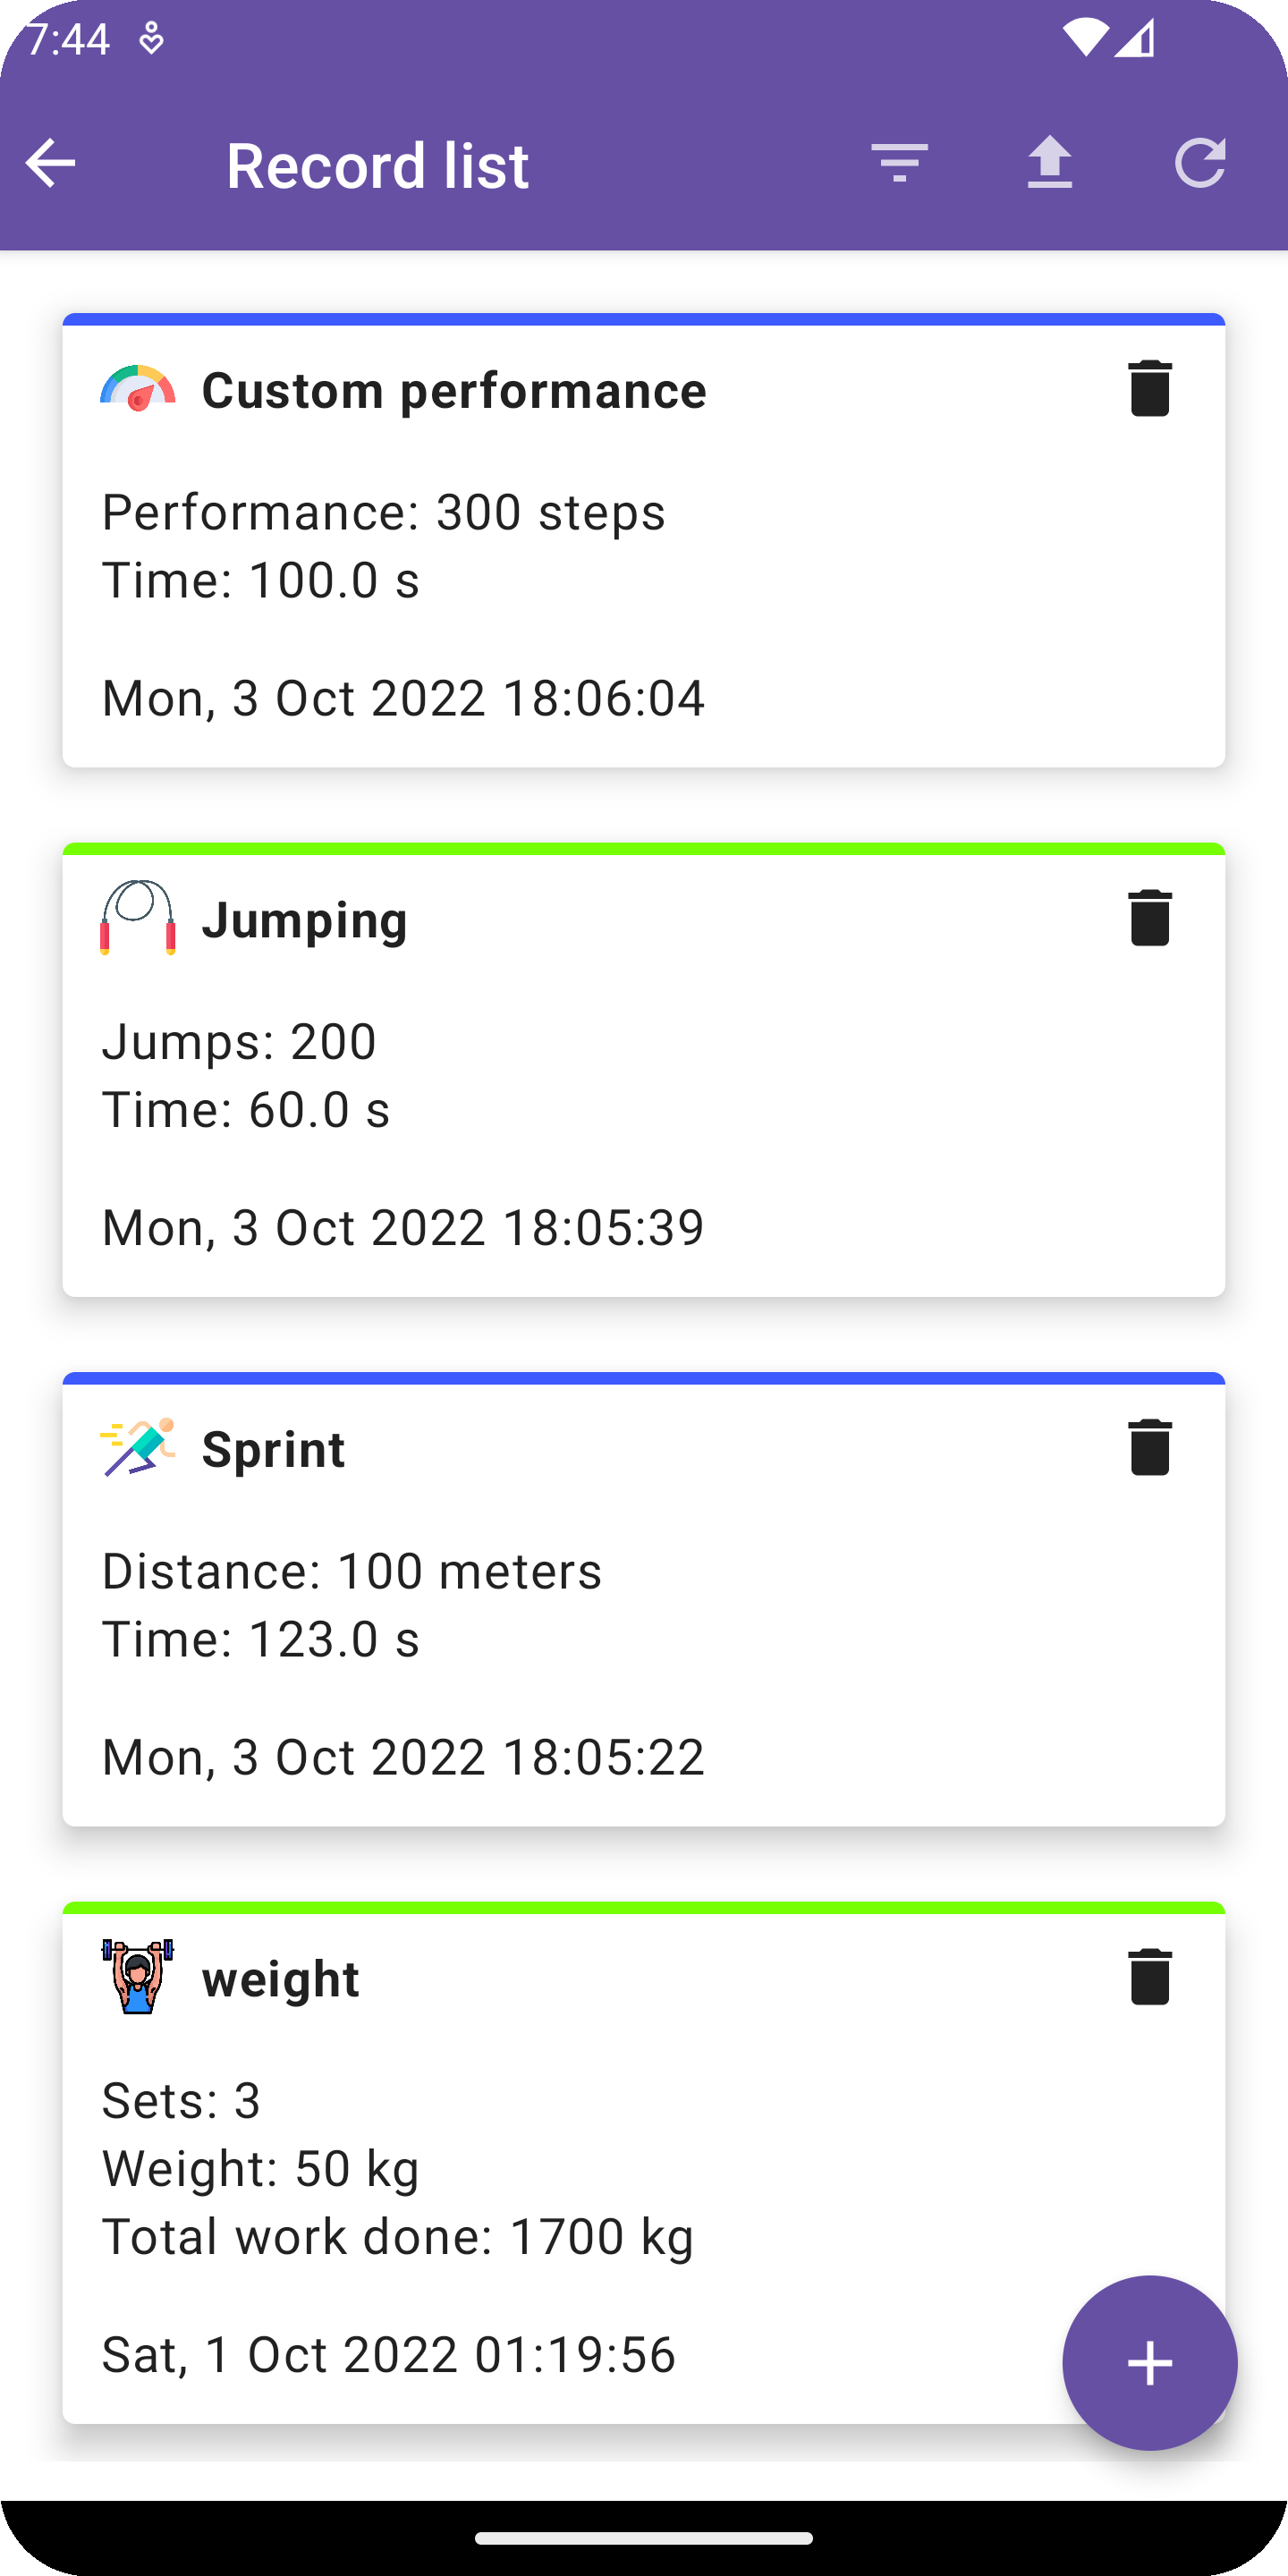 7:44
Record list
Custom performance
Performance: 300 steps
Time: 100.0 s
Mon, 3 Oct 2022 18:06:04
Jumping
Jumps: 200
Time: 60.0 s
Mon, 3 Oct 2022 18:05:39
Sprint
Distance: 100 meters
Time: 123.0 s
Mon, 3 Oct 2022 18:05:22
weight
Sets: 3
Weight: 50 kg
Total work done: 1700 kg
Sat, 1 Oct 2022 01:19:56